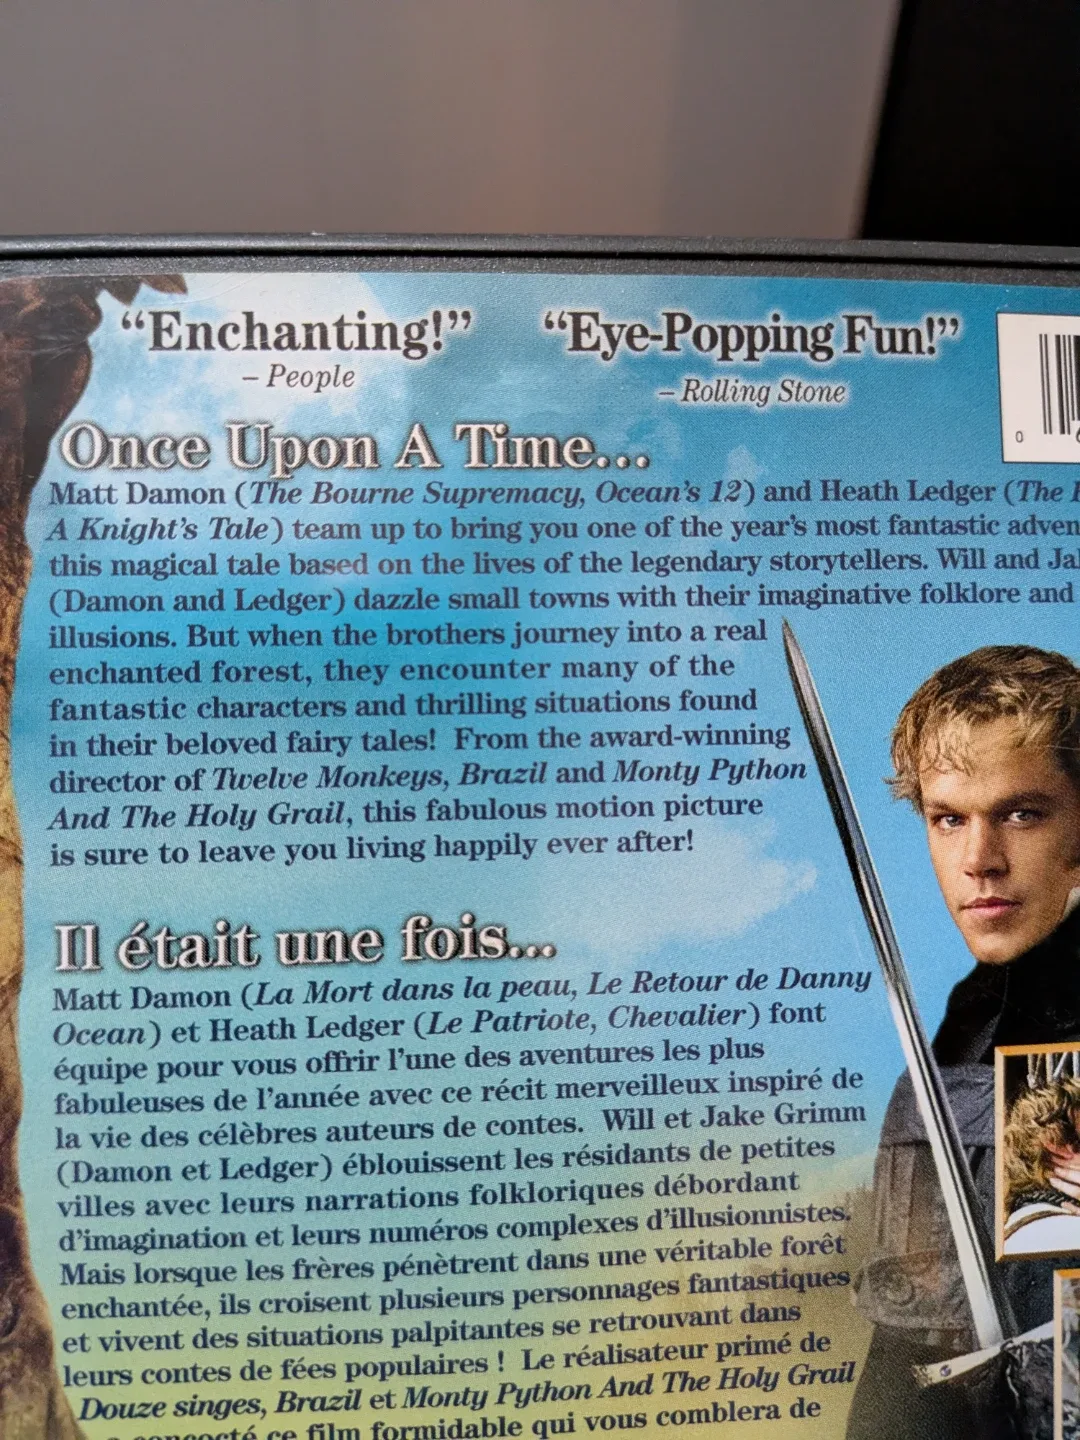 “Enchanting!”
– People
“Eye-Popping Fun!”
– Rolling Stone
0
Once Upon A Time...
Matt Damon (The Bourne Supremacy, Ocean's 12) and Heath Ledger (The
A Knight's Tale) team up to bring you one of the year's most fantastic
this magical tale based on the lives of the legendary storytellers. Will and
(Damon and Ledger) dazzle small towns with their imaginative folklore and
illusions. But when the brothers journey into a real
enchanted forest, they encounter many of the
fantastic characters and thrilling situations found
in their beloved fairy tales! From the award-winning
director of Twelve Monkeys, Brazil and Monty Python
And The Holy Grail, this fabulous motion picture
is sure to leave you living happily ever after!
Il était une fois...
Matt Damon (La Mort dans la peau, Le Retour de Danny
Ocean) et Heath Ledger (Le Patriote, Chevalier) font
équipe pour vous offrir l'une des aventures les plus
fabuleuses de l'année avec ce récit merveilleux inspiré de
la vie des célèbres auteurs de contes. Will et Jake Grimm
(Damon et Ledger) éblouissent les résidants de petites
villes avec leurs narrations folkloriques débordant
d'imagination et leurs numéros complexes d'illusionnistes.
Mais lorsque les frères pénètrent dans une véritable forêt
enchantée, ils croisent plusieurs personnages fantastiques
et vivent des situations palpitantes se retrouvant dans
leurs contes de fées populaires ! Le réalisateur primé de
Douze singes, Brazil et Monty Python And The Holy Grail
concocté ce film formidable qui vous comblera de